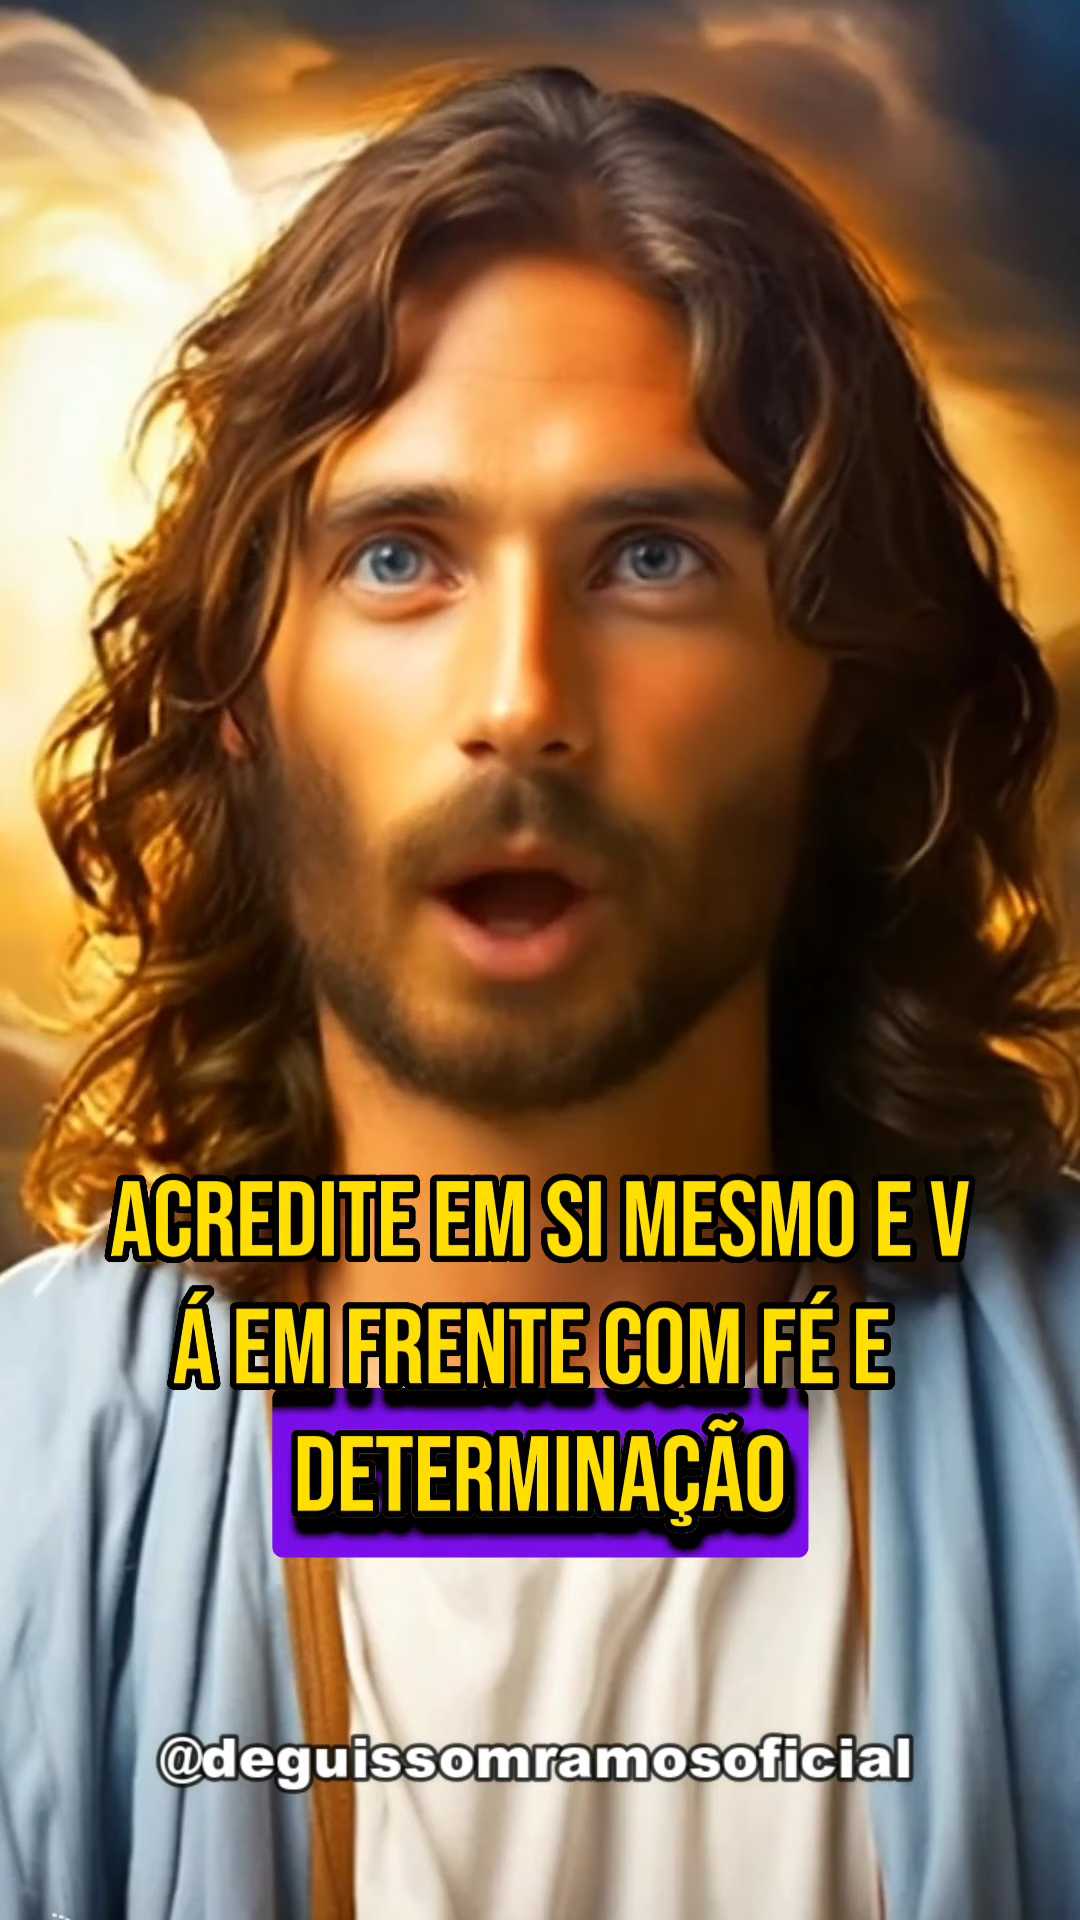 ACREDITE EM SI MESMO E V
Á EM FRENTE COM FÉ E
DETERMINAÇÃO
@deguissomramosoficial